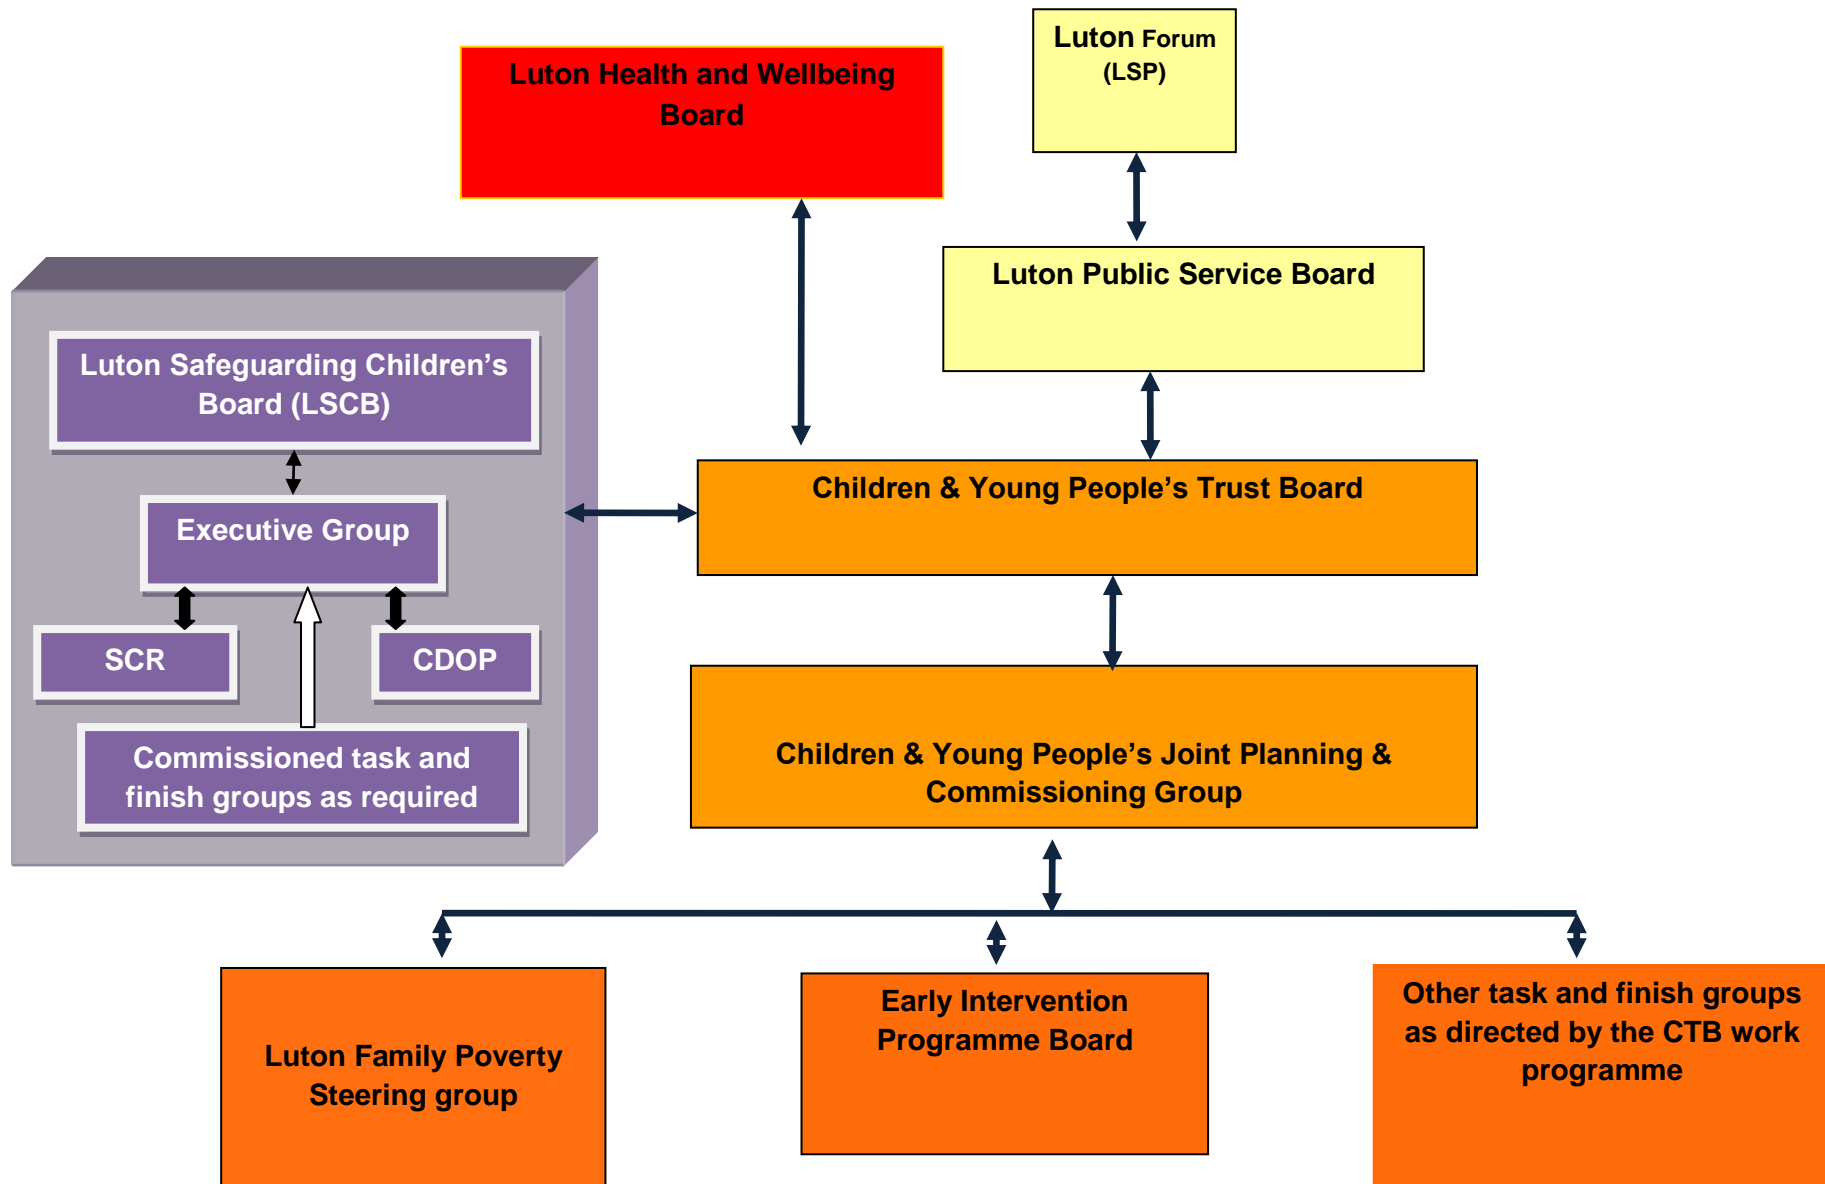 Luton Forum
(LSP)
Luton Health and Wellbeing
Board
Luton Public Service Board
Luton Safeguarding Children’s
Board (LSCB)
Executive Group
SCR
CDOP
Commissioned task and
finish groups as required
Children & Young People’s Trust Board
Children & Young People’s Joint Planning &
Commissioning Group
Luton Family Poverty
Steering group
Early Intervention
Programme Board
Other task and finish groups
as directed by the CTB work
programme